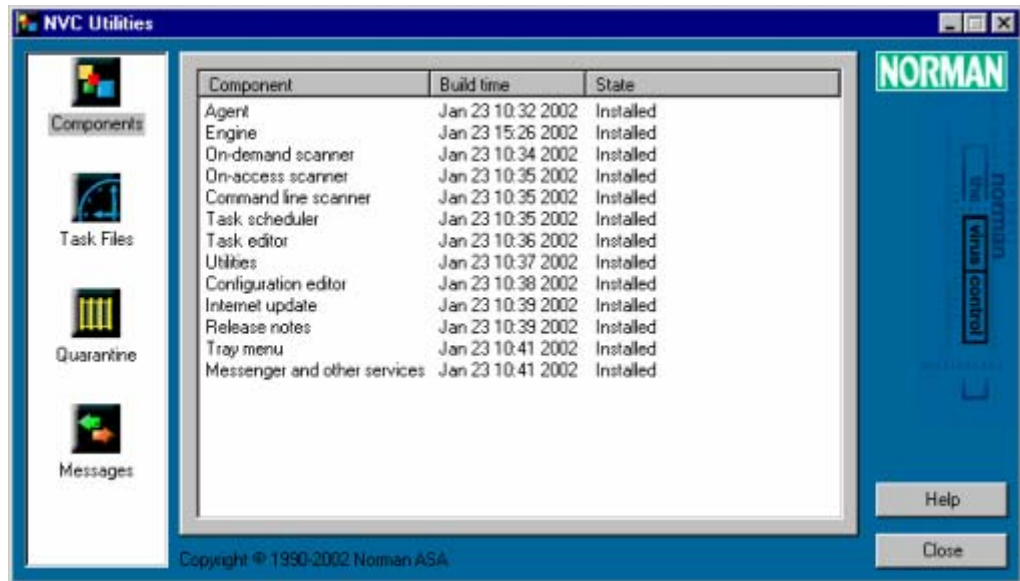 NVC Utilities
Components
Task Files
Quarantine
Messages
Component Build time State
Agent Jan 23 10:32 2002 Installed
Engine Jan 23 15:26 2002 Installed
On-demand scanner Jan 23 10:34 2002 Installed
On-access scanner Jan 23 10:35 2002 Installed
Command line scanner Jan 23 10:35 2002 Installed
Task scheduler Jan 23 10:35 2002 Installed
Task editor Jan 23 10:36 2002 Installed
Utilities Jan 23 10:37 2002 Installed
Configuration editor Jan 23 10:38 2002 Installed
Internet update Jan 23 10:39 2002 Installed
Release notes Jan 23 10:39 2002 Installed
Tray menu Jan 23 10:41 2002 Installed
Messenger and other services Jan 23 10:41 2002 Installed
NORMAN
norman
the virus control
Help
Close
Copyright © 1990-2002 Norman ASA